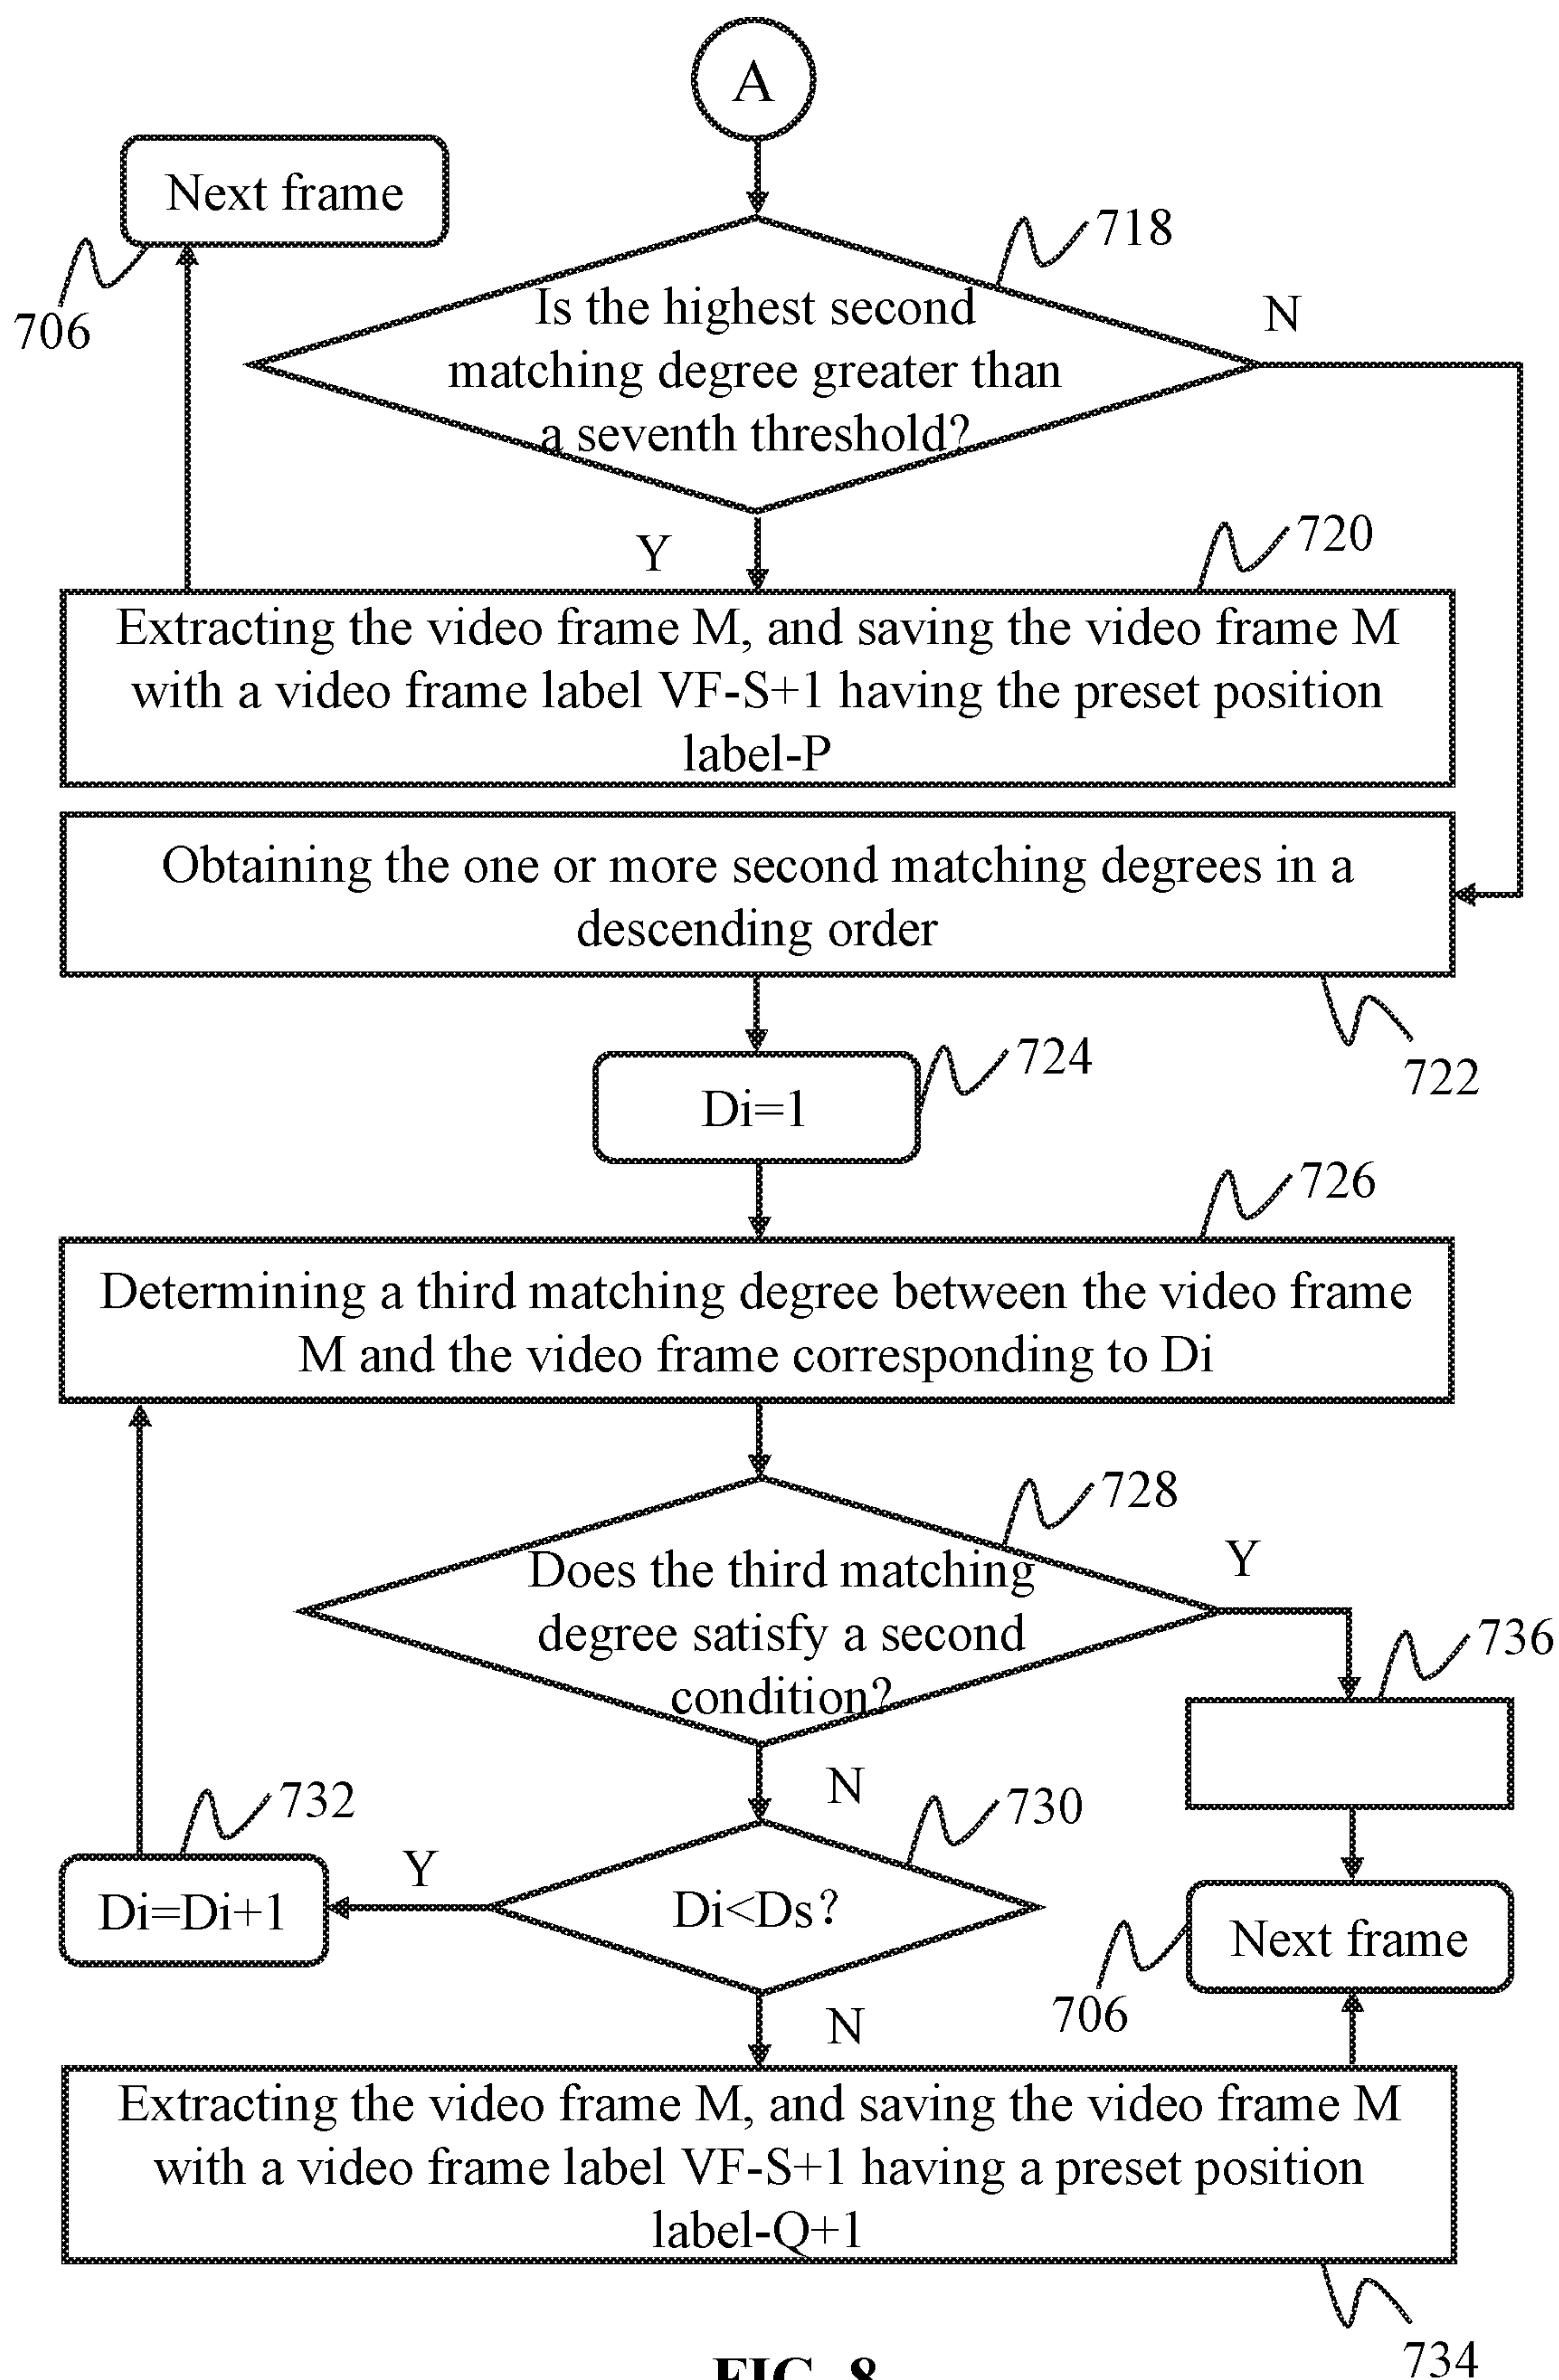 A
Next frame
706
718
N
Is the highest second
matching degree greater than
a seventh threshold?
Y
720
Extracting the video frame M, and saving the video frame M
with a video frame label VF-S+1 having the preset position
label-P
Obtaining the one or more second matching degrees in a
descending order
722
724
Di=1
726
Determining a third matching degree between the video frame
M and the video frame corresponding to Di
728
Y
Does the third matching
degree satisfy a second
condition?
736
N
732
730
Y
Di=Di+1
Di<Ds?
Next frame
706
N
Extracting the video frame M, and saving the video frame M
with a video frame label VF-S+1 having a preset position
label-Q+1
734
FIG. 8